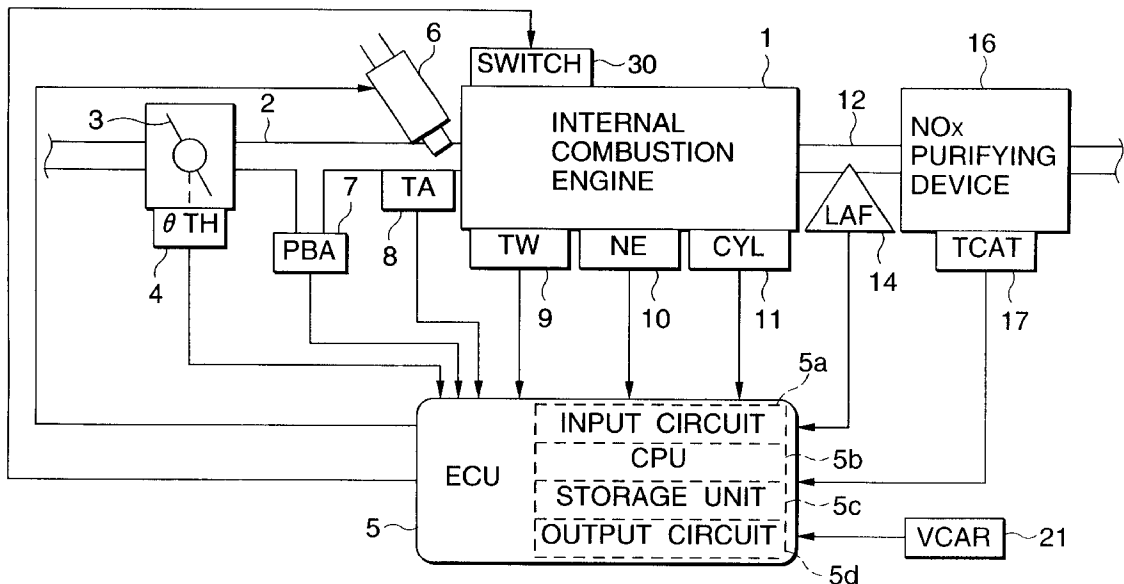 6
SWITCH
30
1
16
3
2
12
INTERNAL
COMBUSTION
ENGINE
NOx
PURIFYING
DEVICE
7
TA
LAF
θTH
PBA
8
TW
NE
CYL
14
TCAT
4
9
10
11
17
5a
INPUT CIRCUIT
CPU
5b
ECU
STORAGE UNIT
5c
5
OUTPUT CIRCUIT
VCAR
21
5d